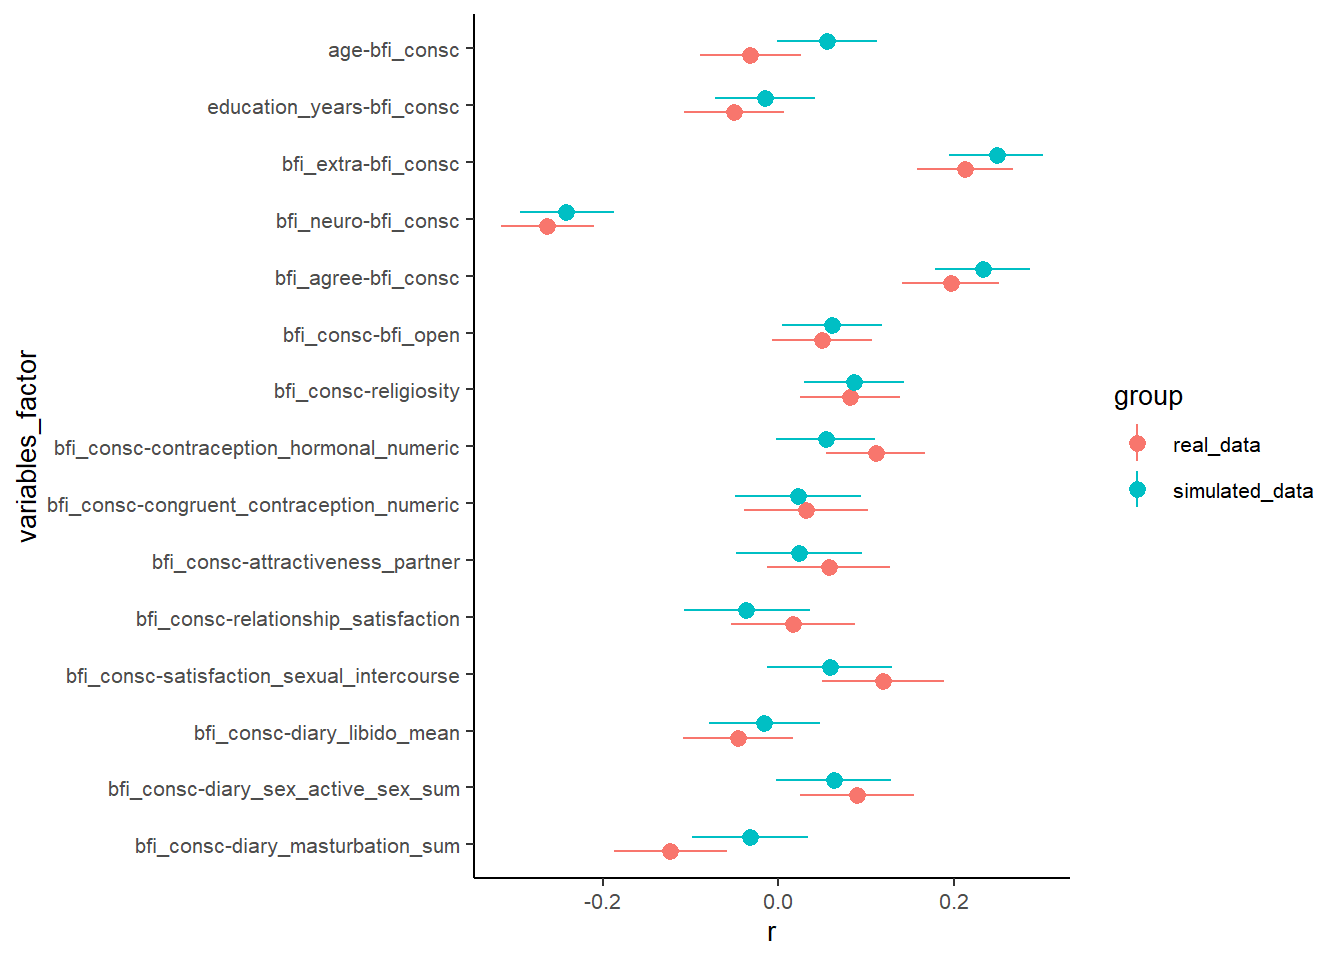 age-bfi_consc
education_years-bfi_consc
bfi_extra-bfi_consc
bfi_neuro-bfi_consc
bfi_agree-bfi_consc
bfi_consc-bfi_open
bfi_consc-religiosity
bfi_consc-contraception_hormonal_numeric
bfi_consc-congruent_contraception_numeric
bfi_consc-attractiveness_partner
bfi_consc-relationship_satisfaction
bfi_consc-satisfaction_sexual_intercourse
bfi_consc-diary_libido_mean
bfi_consc-diary_sex_active_sex_sum
bfi_consc-diary_masturbation_sum
variables_factor
-0.2 0.0 0.2
r
group
real_data
simulated_data